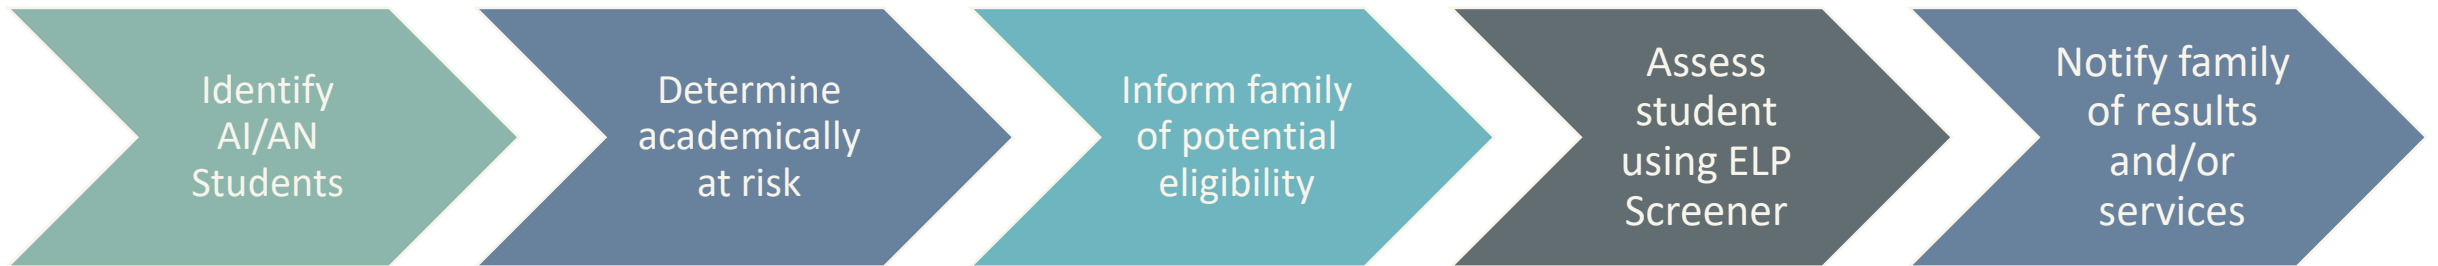 Identify
AI/AN
Students
Determine
academically
at risk
Inform family
of potential
eligibility
Assess
student
using ELP
Screener
Notify family
of results
and/or
services